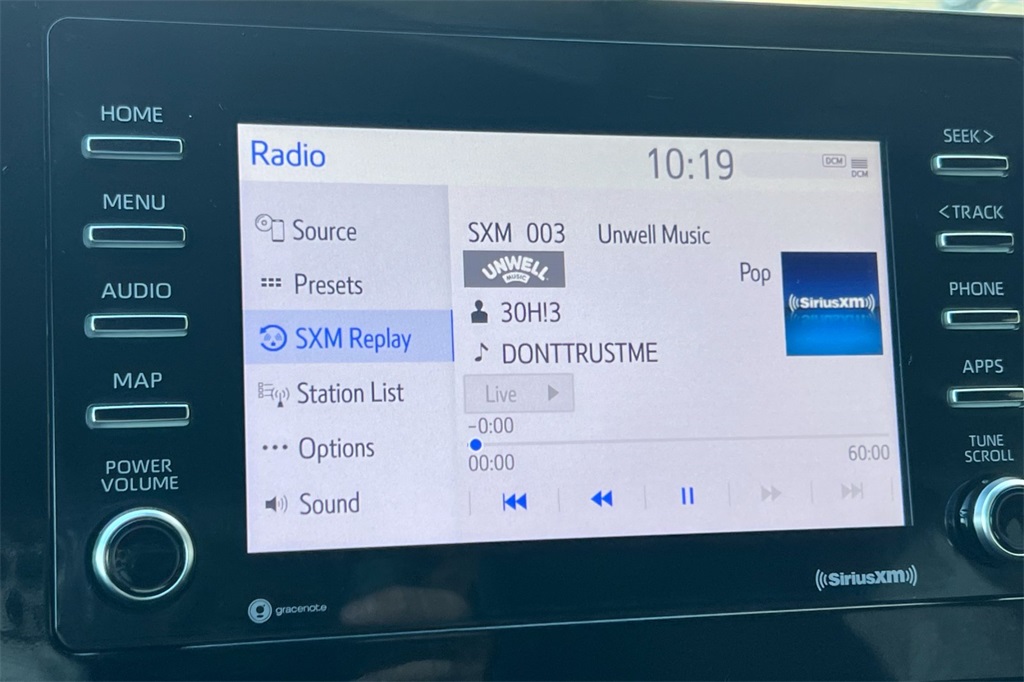 HOME
MENU
AUDIO
MAP
POWER
VOLUME
Radio
10:19
DCM
DCM
Source
Presets
SXM Replay
Station List
Options
Sound
SXM 003 Unwell Music
UNWELL
MUSIC
Pop
((SiriusXM))
3OH!3
DONTTRUSTME
Live
-0:00
00:00
60:00
SEEK >
< TRACK
PHONE
APPS
TUNE
SCROLL
gracenote
((SiriusXM))